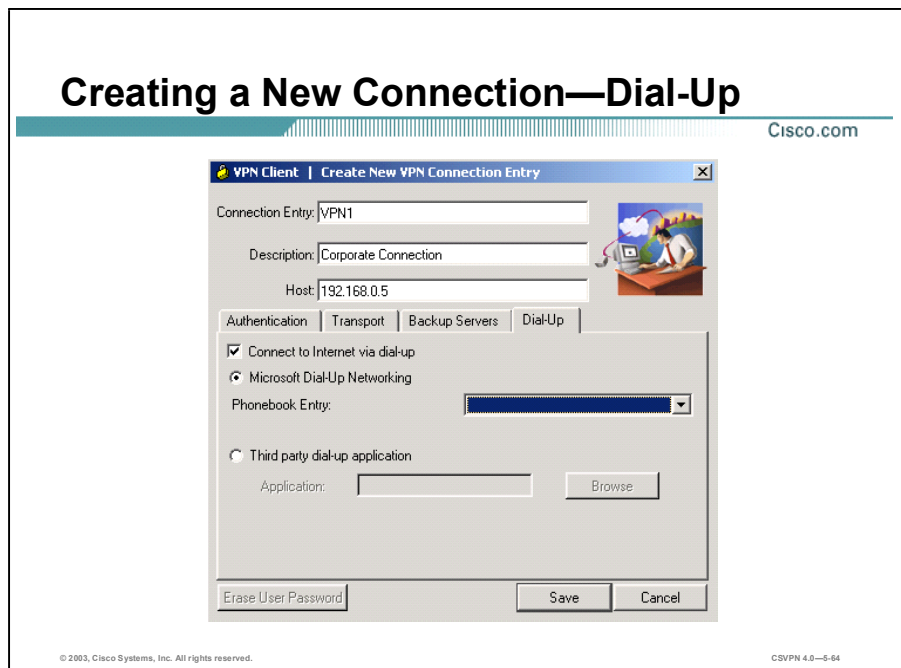 Creating a New Connection—Dial-Up
Cisco.com
VPN Client | Create New VPN Connection Entry
Connection Entry: VPN1
Description: Corporate Connection
Host: 192.168.0.5
Authentication Transport Backup Servers Dial-Up
Connect to Internet via dial-up
Microsoft Dial-Up Networking
Phonebook Entry:
Third party dial-up application
Application: Browse
Erase User Password Save Cancel
© 2003, Cisco Systems, Inc. All rights reserved. CSVPN 4.0—5-64